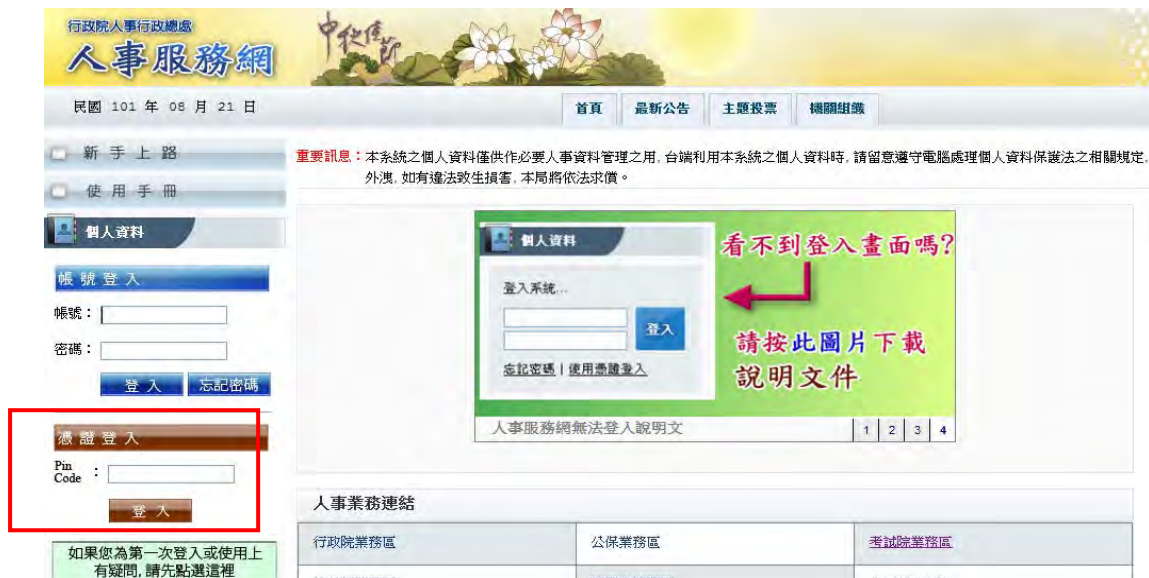 行政院人事行政總處
人事服務網
中秋佳節
民國 101 年 08 月 21 日
首頁
最新公告
主題投票
機關組織
新手上路
使用手冊
個人資料
帳號登入
帳號：
密碼：
登入
忘記密碼
憑證登入
Pin Code :
登入
如果您為第一次登入或使用上
有疑問,請先點選這裡
重要訊息：本系統之個人資料僅供作必要人事資料管理之用,台端利用本系統之個人資料時,請留意遵守電腦處理個人資料保護法之相關規定,
外洩,如有違法致生損害,本局將依法求償。
個人資料
登入系統...
登入
忘記密碼 | 使用憑證登入
看不到登入畫面嗎?
請按此圖片下載
說明文件
人事服務網無法登入說明文
1 2 3 4
人事業務連結
行政院業務區
公保業務區
考試院業務區